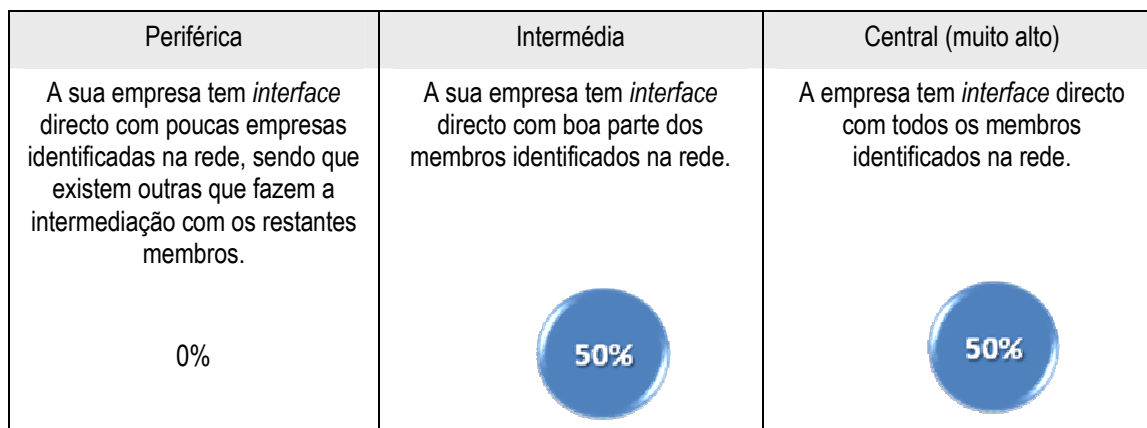 Periférica
Intermédia
Central (muito alto)
A sua empresa tem interface
directo com poucas empresas
identificadas na rede, sendo que
existem outras que fazem a
intermediação com os restantes
membros.
0%
A sua empresa tem interface
directo com boa parte dos
membros identificados na rede.
50%
A empresa tem interface directo
com todos os membros
identificados na rede.
50%